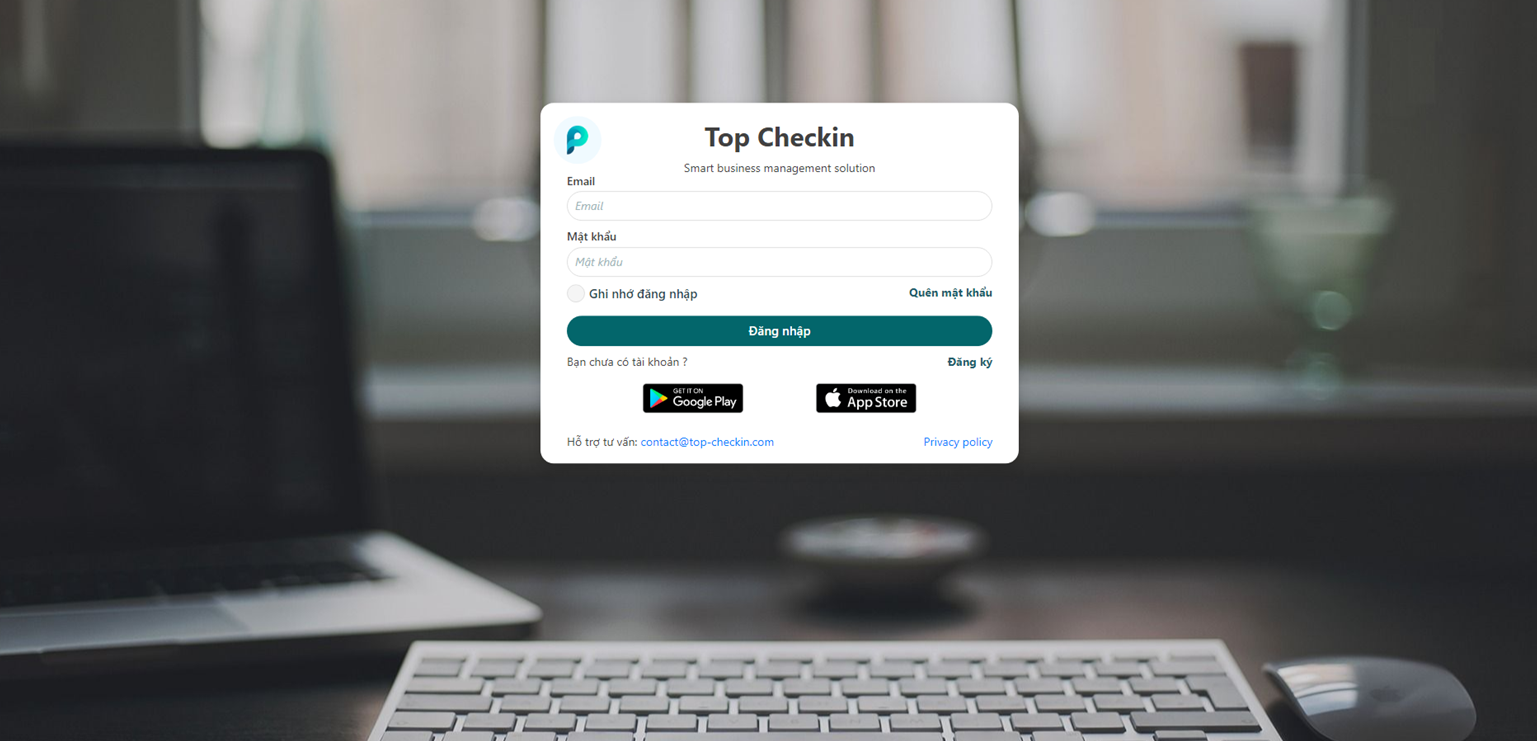 Top Checkin
Smart business management solution
Email
Email
Mật khẩu
Mật khẩu
Ghi nhớ đăng nhập
Quên mật khẩu
Đăng nhập
Bạn chưa có tài khoản ?
Đăng ký
GET IT ON
Google Play
Download on the
App Store
Hỗ trợ tư vấn: contact@top-checkin.com
Privacy policy